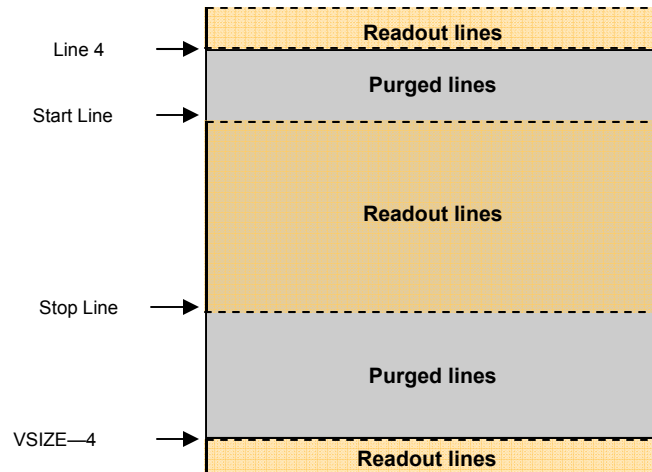 Readout lines
Line 4
Purged lines
Start Line
Readout lines
Stop Line
Purged lines
VSIZE—4
Readout lines